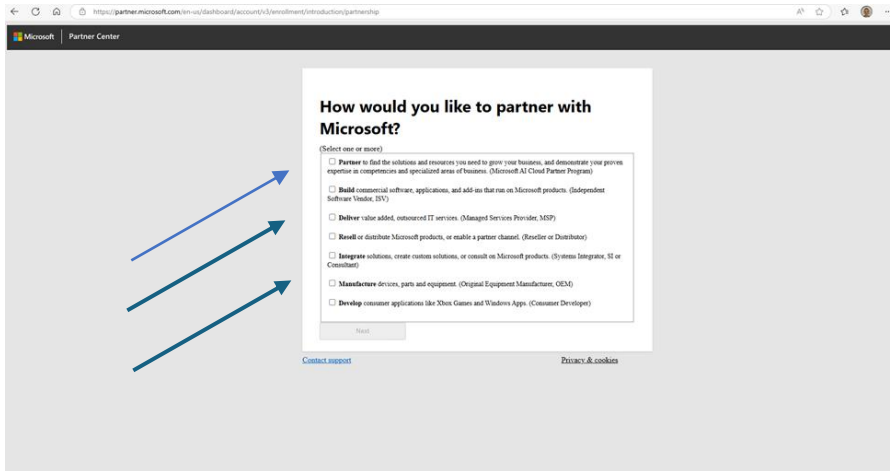 https://partner.microsoft.com/en-us/dashboard/account/v3/enrollment/introduction/partnership
Microsoft Partner Center
How would you like to partner with
Microsoft?
(Select one or more)
Partner to find the solutions and resources you need to grow your business, and demonstrate your proven
expertise in competencies and specialized areas of business. (Microsoft AI Cloud Partner Program)
Build commercial software, applications, and add-ins that run on Microsoft products. (Independent
Software Vendor, ISV)
Deliver value added, outsourced IT services. (Managed Services Provider, MSP)
Resell or distribute Microsoft products, or enable a partner channel. (Reseller or Distributor)
Integrate solutions, create custom solutions, or consult on Microsoft products. (Systems Integrator, SI or
Consultant)
Manufacture devices, parts and equipment. (Original Equipment Manufacturer, OEM)
Develop consumer applications like Xbox Games and Windows Apps. (Consumer Developer)
Next
Contact support Privacy & cookies